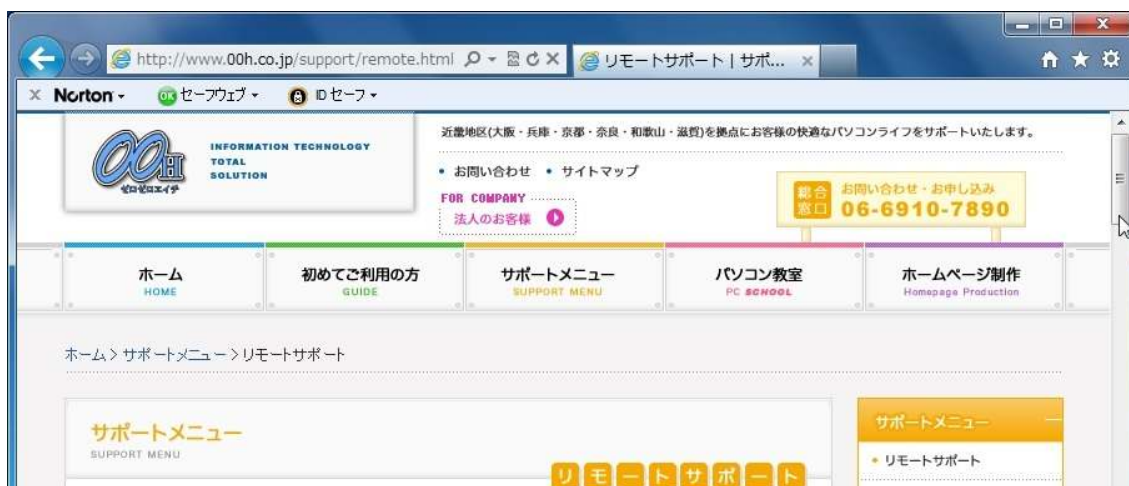 http://www.00h.co.jp/support/remote.html
リモートサポート | サポ...
Norton
OK セーフウェブ
IDセーフ
00H
ゼロゼロエイチ
INFORMATION TECHNOLOGY
TOTAL
SOLUTION
近畿地区(大阪・兵庫・京都・奈良・和歌山・滋賀)を拠点にお客様の快適なパソコンライフをサポートいたします。
• お問い合わせ • サイトマップ
FOR COMPANY
法人のお客様
総合
窓口
お問い合わせ・お申し込み
06-6910-7890
ホーム
HOME
初めてご利用の方
GUIDE
サポートメニュー
SUPPORT MENU
パソコン教室
PC SCHOOL
ホームページ制作
Homepage Production
ホーム > サポートメニュー > リモートサポート
サポートメニュー
SUPPORT MENU
リモートサポート
サポートメニュー
• リモートサポート